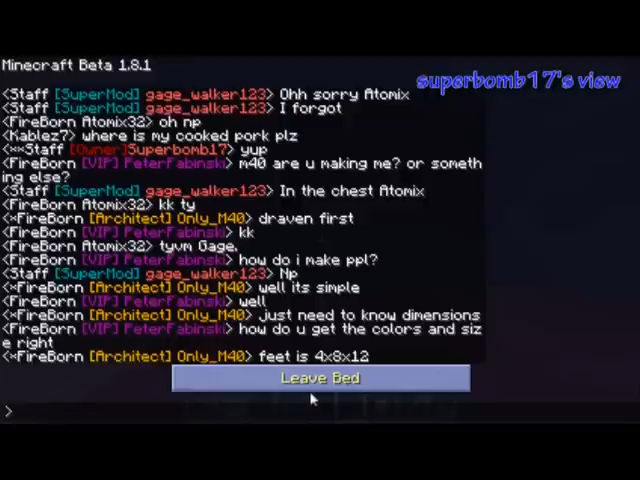 Minecraft Beta 1.8.1
superbomb17's view
<Staff [SuperMod] gage_walker123> Ohh sorry Atomix
<Staff [SuperMod] gage_walker123> I forgot
<FireBorn Atomix32> oh np
<Kablez7> where is my cooked pork plz
<**Staff [Owner]Superbomb17> yup
<FireBorn [VIP] PeterFabinski> m40 are u making me? or someth
ing else?
<Staff [SuperMod] gage_walker123> In the chest Atomix
<FireBorn Atomix32> kk ty
<*FireBorn [Architect] Only_M40> draven first
<FireBorn [VIP] PeterFabinski> kk
<FireBorn Atomix32> tyvm Gage.
<FireBorn [VIP] PeterFabinski> how do i make ppl?
<Staff [SuperMod] gage_walker123> Np
<*FireBorn [Architect] Only_M40> well its simple
<FireBorn [VIP] PeterFabinski> well
<*FireBorn [Architect] Only_M40> just need to know dimensions
<FireBorn [VIP] PeterFabinski> how do u get the colors and siz
e right
<*FireBorn [Architect] Only_M40> feet is 4x8x12
Leave Bed
>